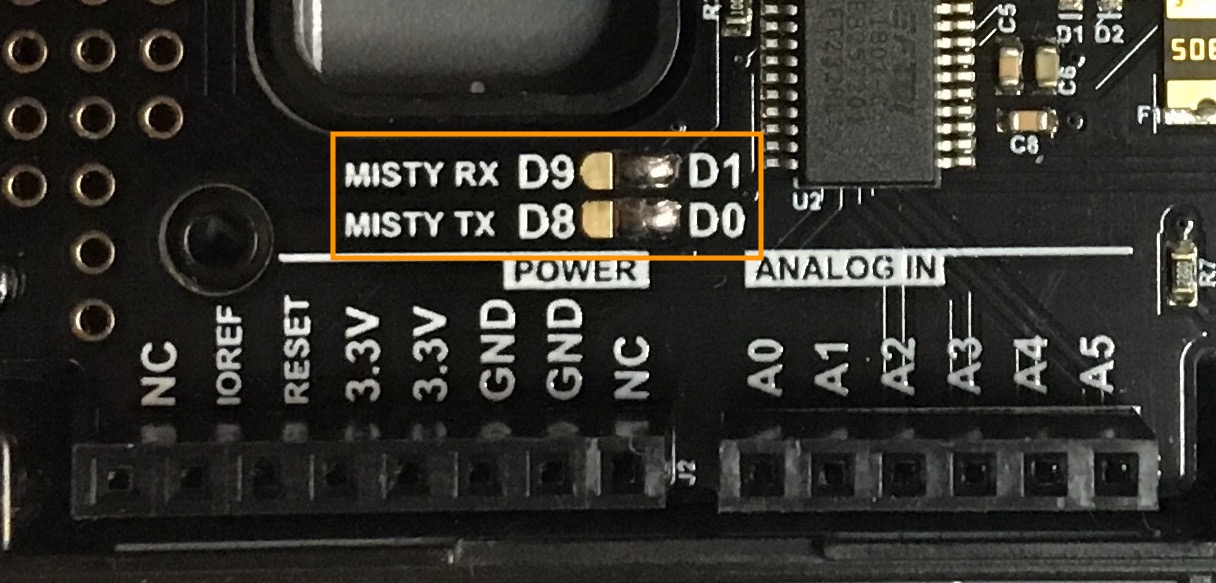 C5
D1 D2
C6
C8
U2
MISTY RX D9 D1
MISTY TX D8 D0
POWER
ANALOG IN
NC IOREF RESET 3.3V 3.3V GND GND NC
A0 A1 A2 A3 A4 A5
R7
J2